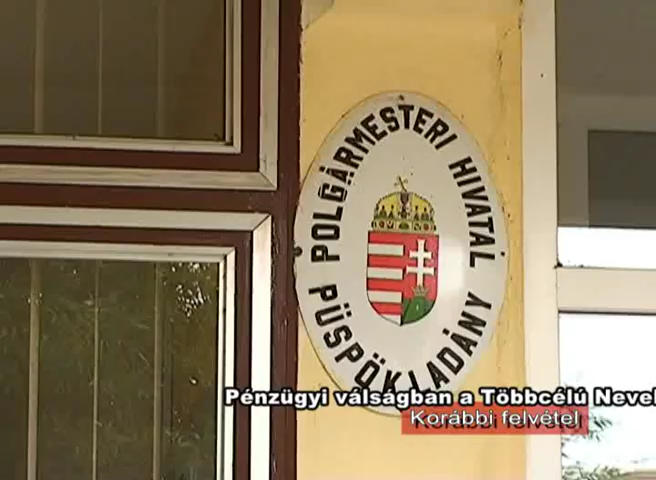 POLGÁRMESTERI HIVATAL
PÜSPÖKLADÁNY
Pénzügyi válságban a Többcélú Nevel
Korábbi felvétel